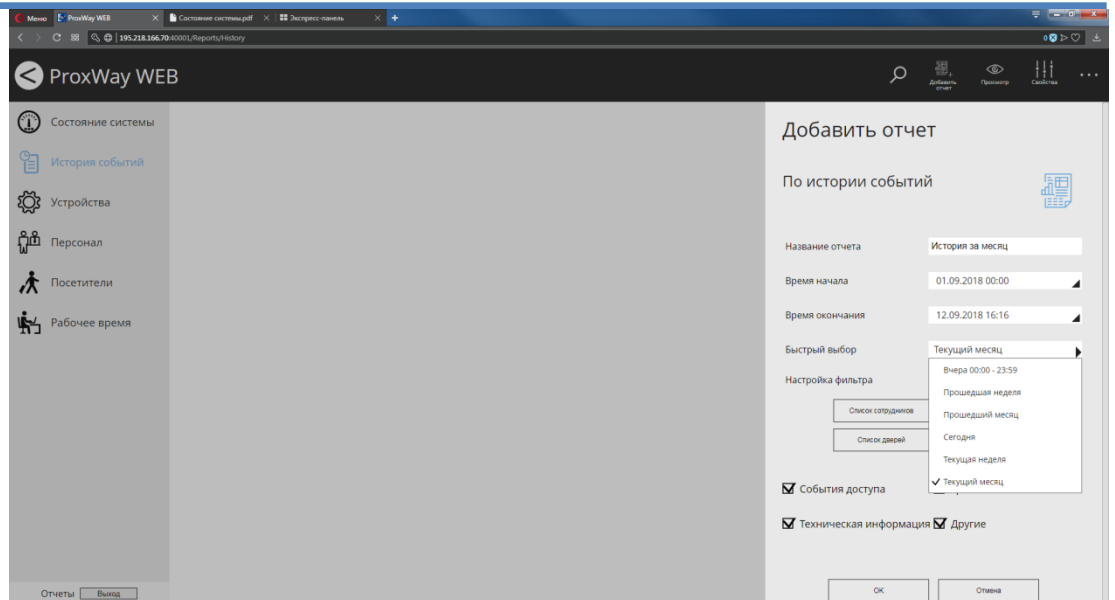 Меню ProxWay WEB Состояние системы.pdf Экспресс-панель
195.218.166.70:40001/Reports/History 0
ProxWay WEB
Добавить отчет Просмотр Свойства
Состояние системы
История событий
Устройства
Персонал
Посетители
Рабочее время
Отчеты Выход
Добавить отчет
По истории событий
Название отчета История за месяц
Время начала 01.09.2018 00:00
Время окончания 12.09.2018 16:16
Быстрый выбор Текущий месяц
Вчера 00:00 - 23:59
Настройка фильтра
Прошедшая неделя
Список сотрудников Прошедший месяц
Список дверей Сегодня
Текущая неделя
Текущий месяц
События доступа
Техническая информация Другие
ОК Отмена